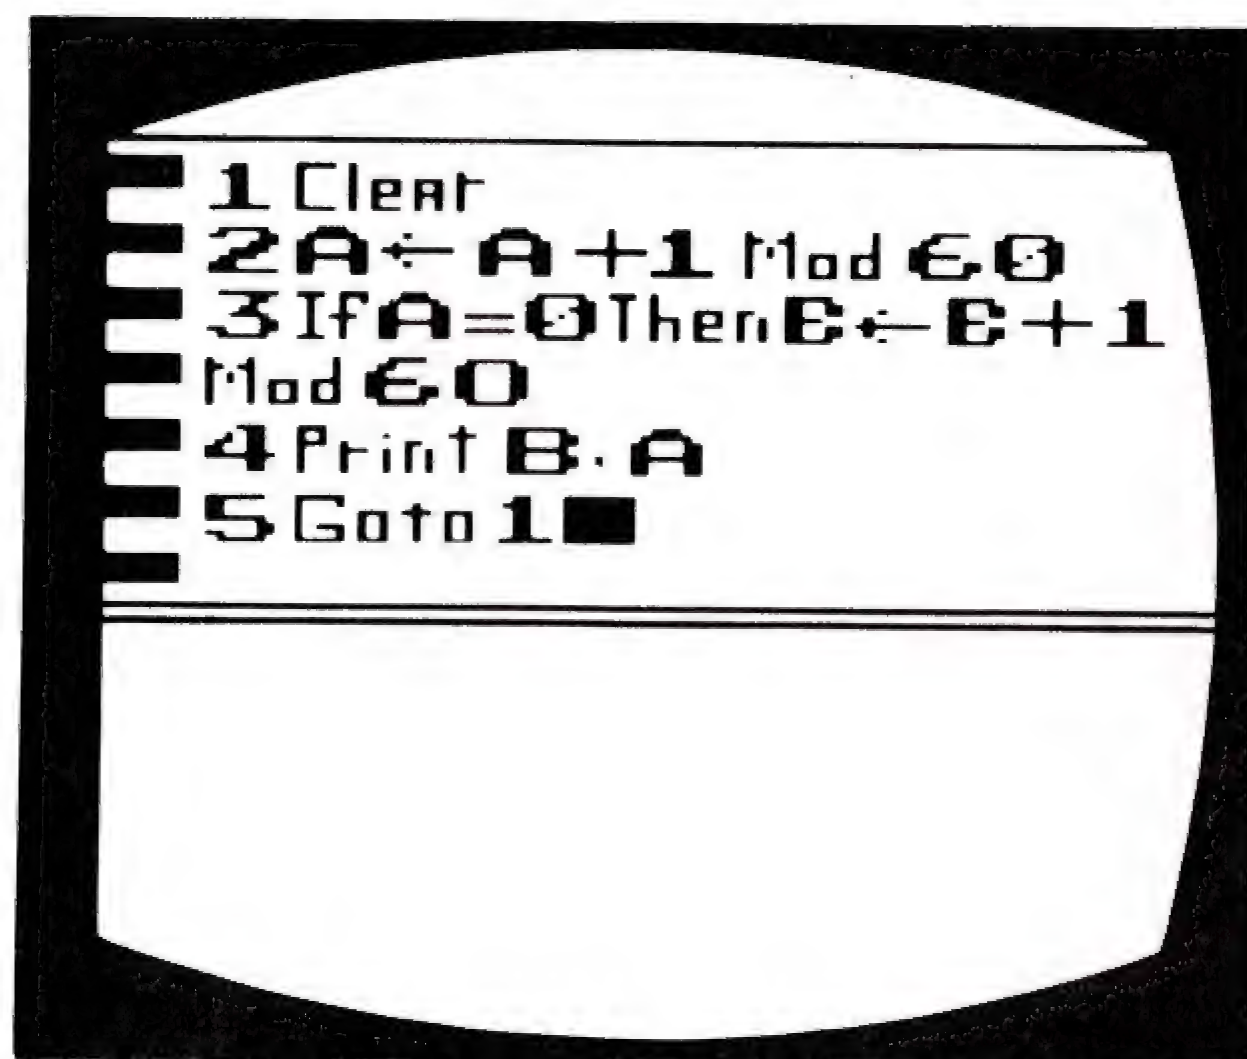 1 Clear
2 A ← A + 1 Mod 60
3 If A = 0 Then B ← B + 1
Mod 60
4 Print B, A
5 Goto 1